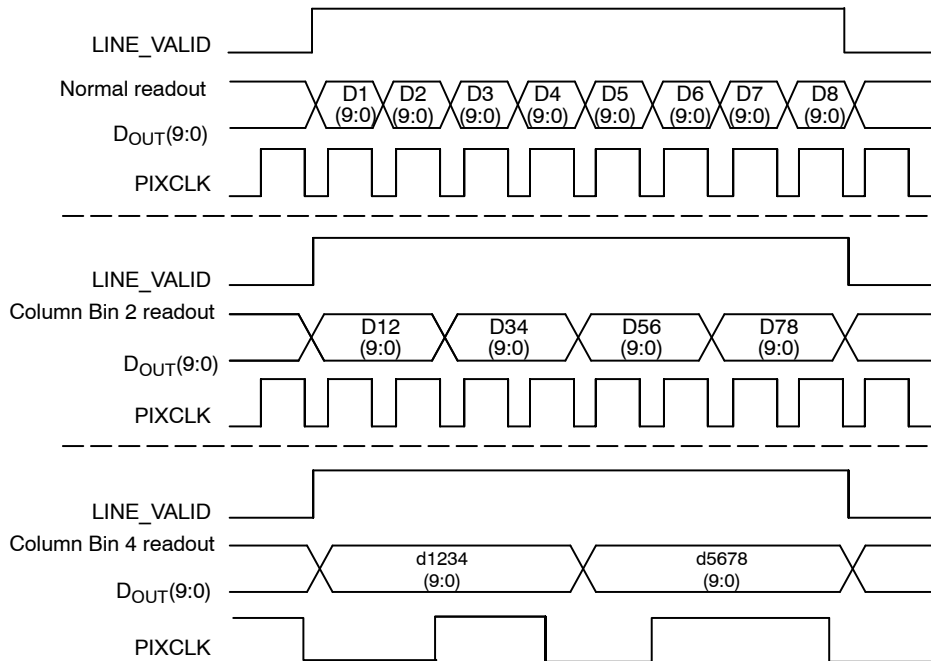 LINE_VALID
Normal readout
D1 D2 D3 D4 D5 D6 D7 D8
(9:0) (9:0) (9:0) (9:0) (9:0) (9:0) (9:0) (9:0)
DOUT(9:0)
PIXCLK
LINE_VALID
Column Bin 2 readout
D12 D34 D56 D78
(9:0) (9:0) (9:0) (9:0)
DOUT(9:0)
PIXCLK
LINE_VALID
Column Bin 4 readout
d1234 d5678
(9:0) (9:0)
DOUT(9:0)
PIXCLK